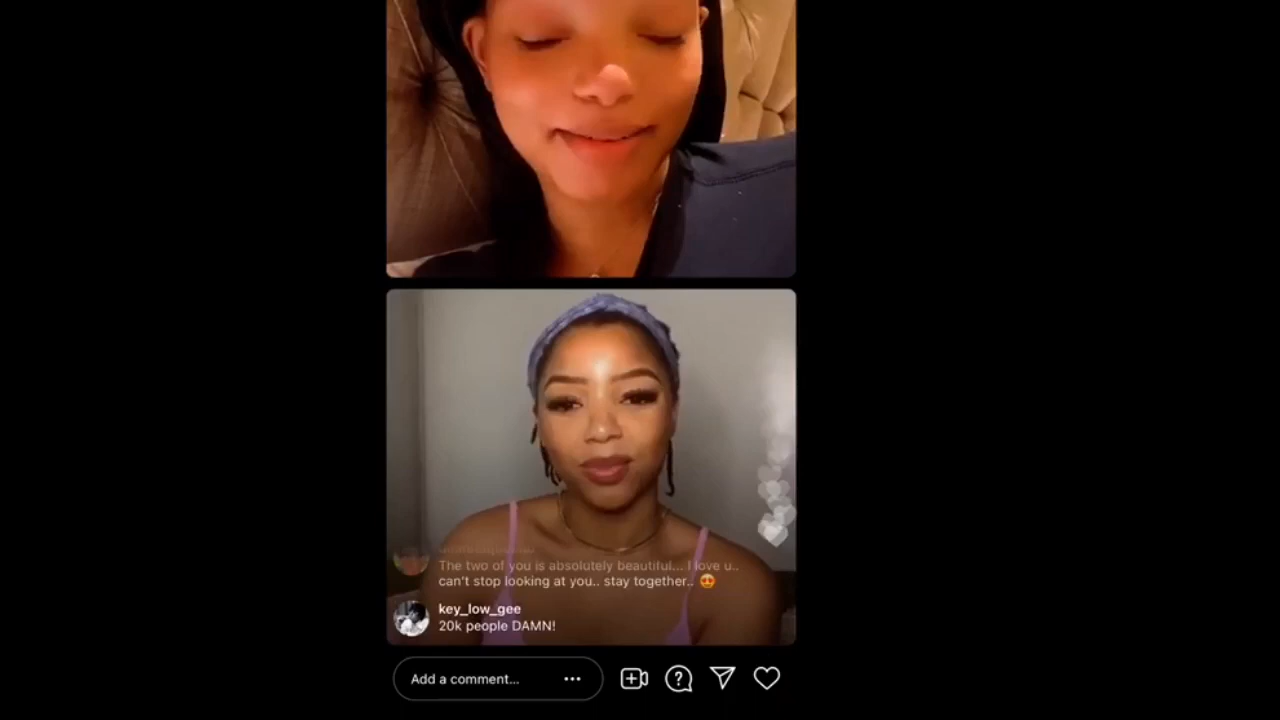 The two of you is absolutely beautiful... I love u..
can't stop looking at you.. stay together.. 😍
key_low_gee
20k people DAMN!
Add a comment...